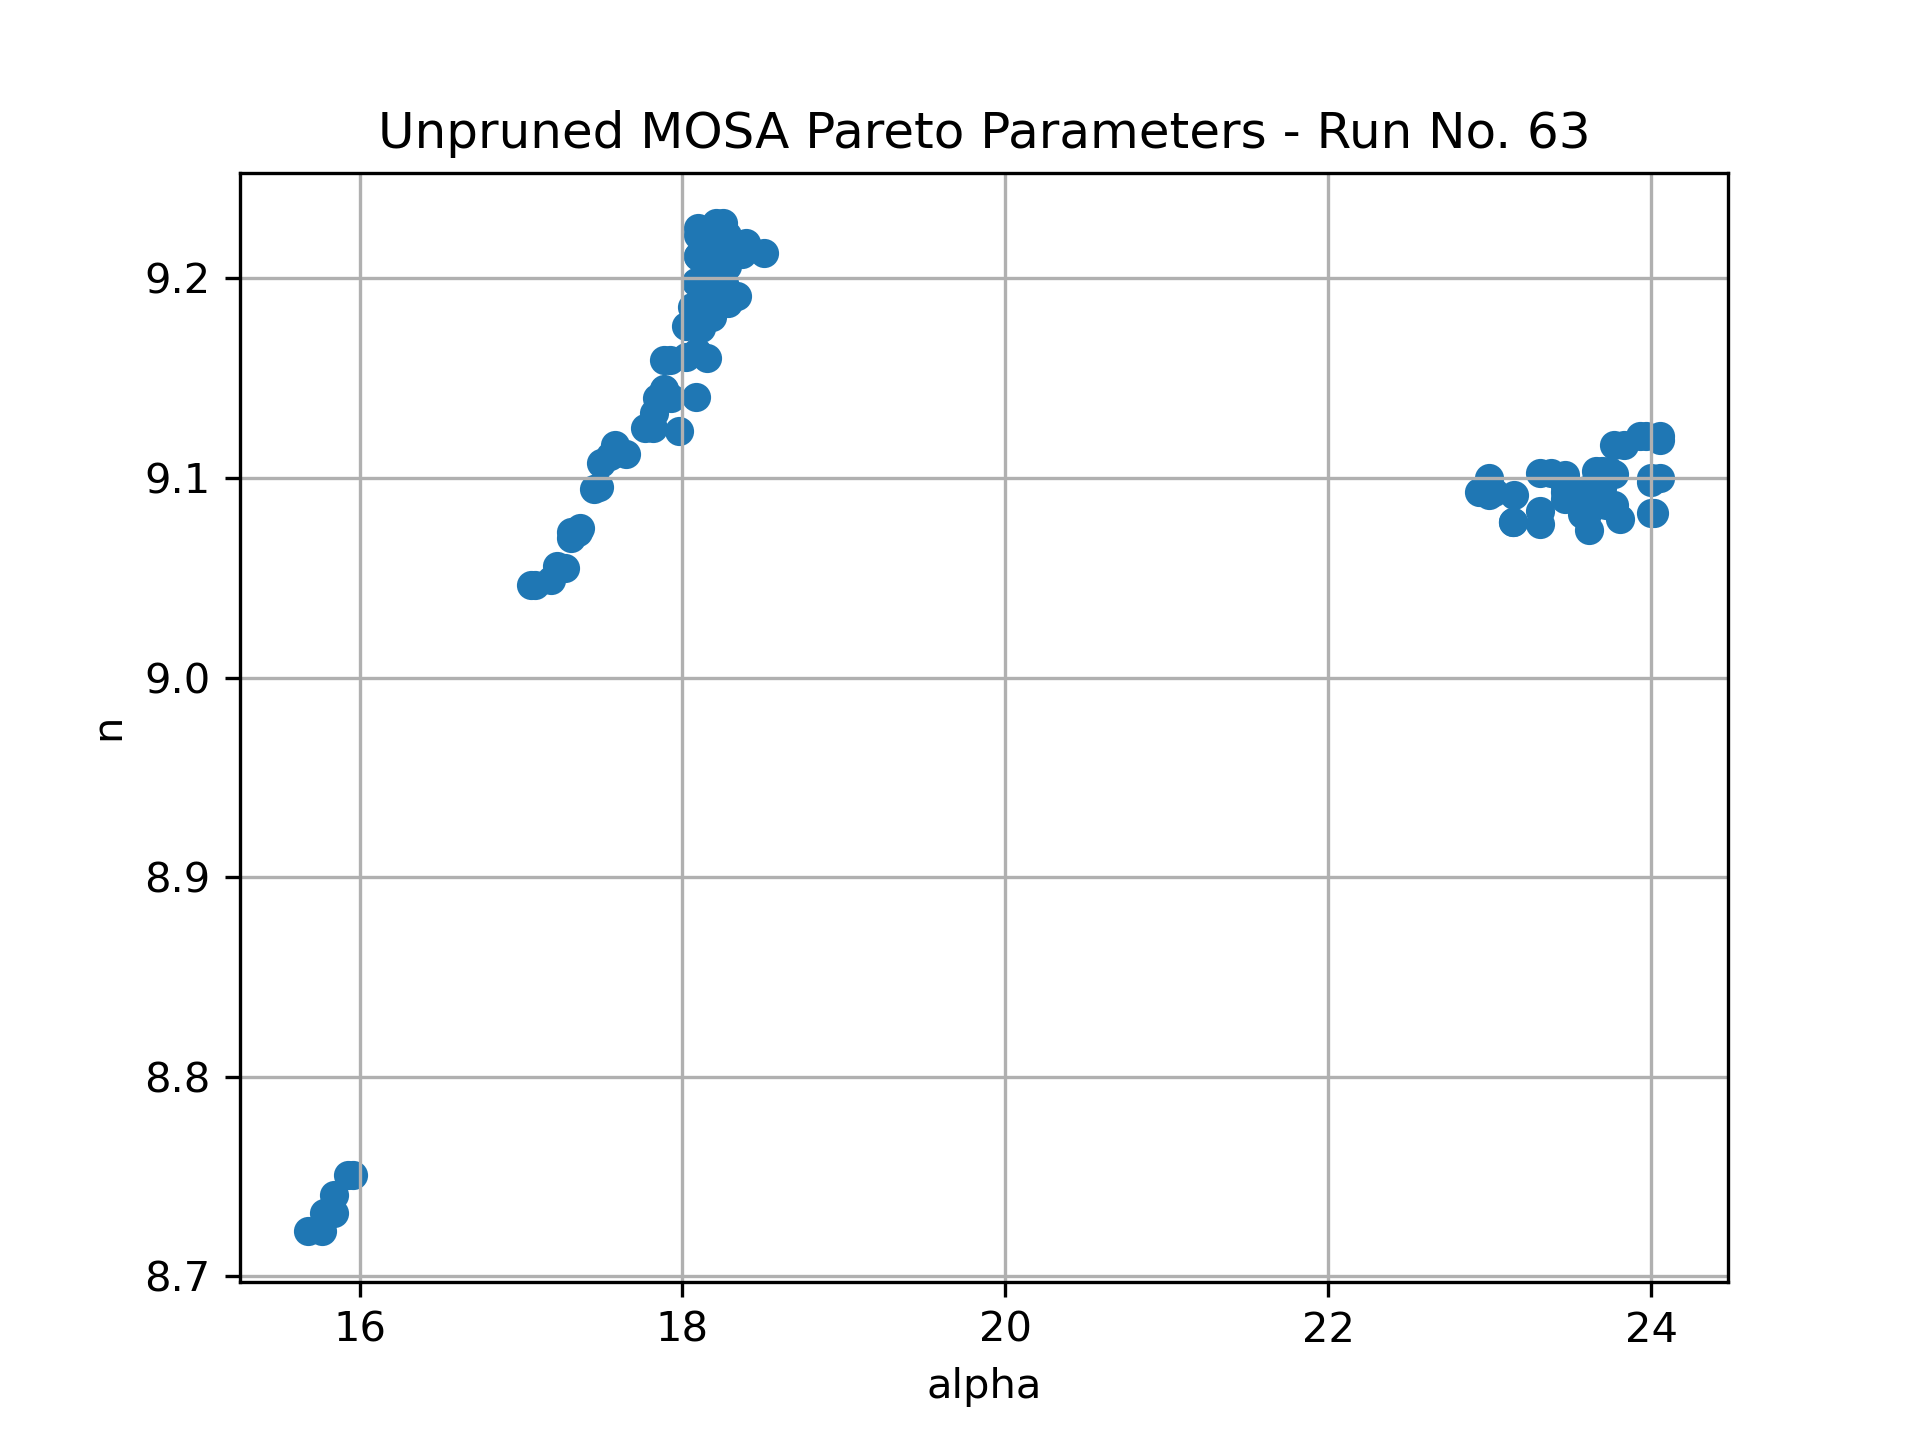 Unpruned MOSA Pareto Parameters - Run No. 63
9.2
9.1
9.0
8.9
8.8
8.7
n
16 18 20 22 24
alpha